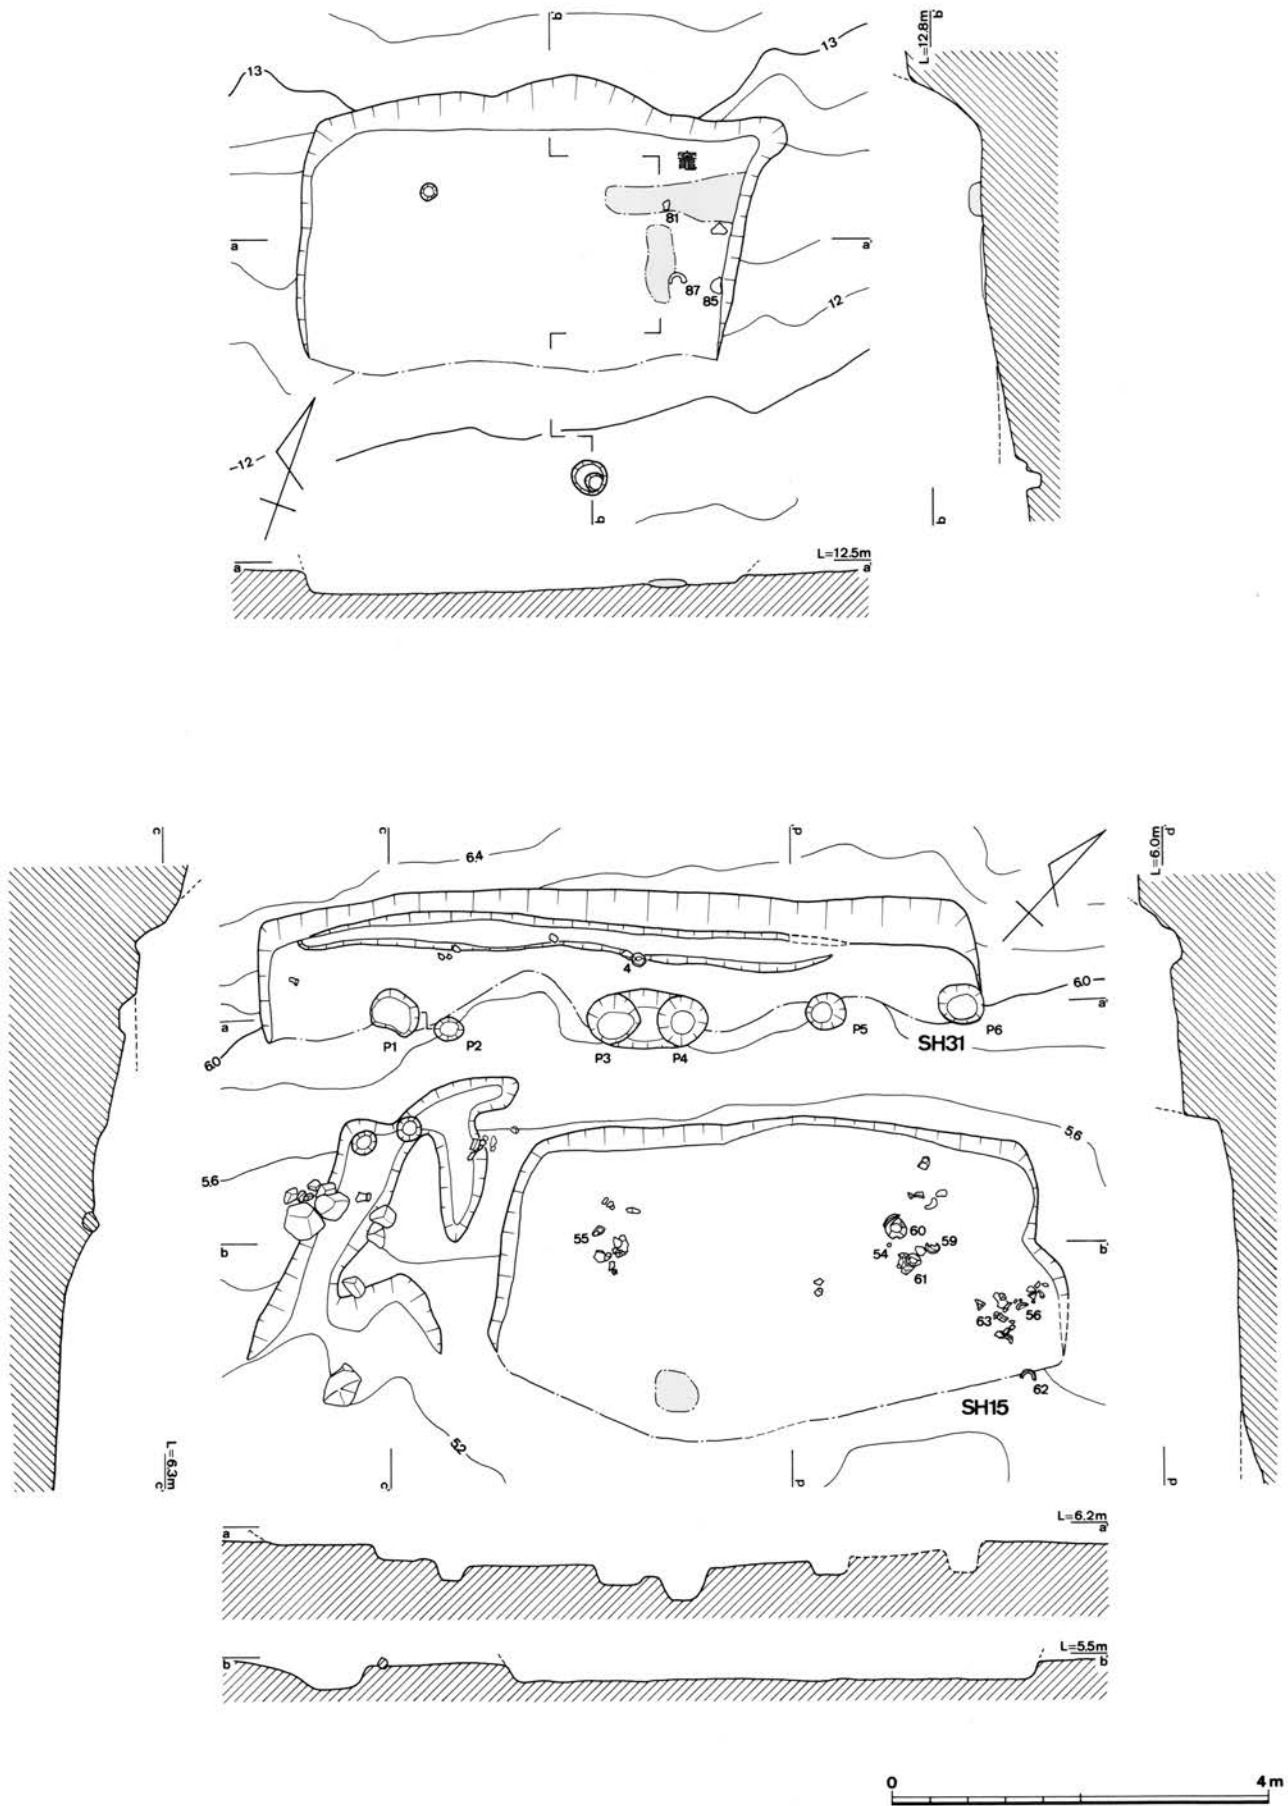 b'
b'
L=12.8m
13
13
竈
81
a
a'
87
85
12
12
b
b
L=12.5m
a
a'
c
c
d
d
L=6.0m
6.4
4
6.0
a
a'
P1
P2
P3
P4
P5
P6
SH31
6.0
5.6
5.6
55
60
59
54
61
b
b'
56
63
62
SH15
5.2
L=6.3m
c'
c'
d'
d'
L=6.2m
a
a'
L=5.5m
b
b'
0
4m